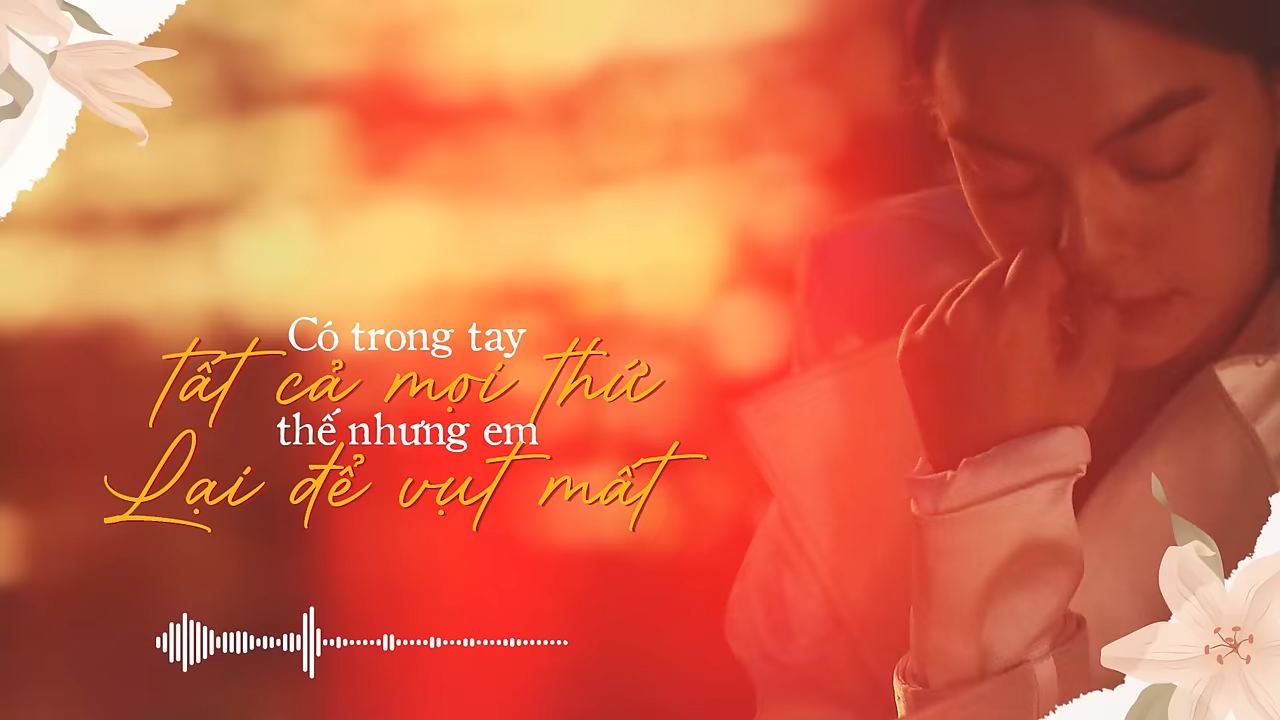 Có trong tay
tất cả mọi thứ
thế nhưng em
Lại để vụt mất